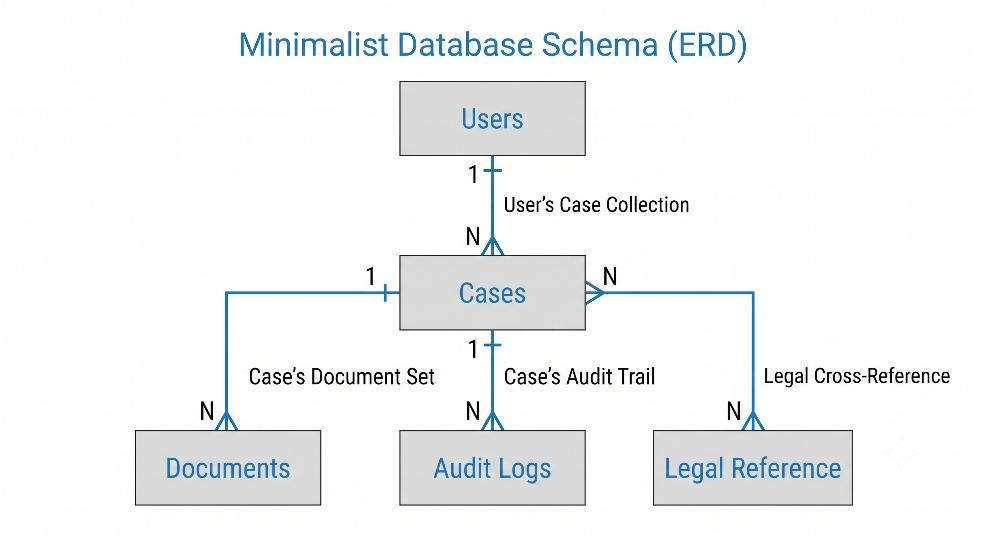 Minimalist Database Schema (ERD)
Users
1
User's Case Collection
N
1
Cases
N
1
Case's Document Set
Case's Audit Trail
Legal Cross-Reference
N
N
N
Documents
Audit Logs
Legal Reference